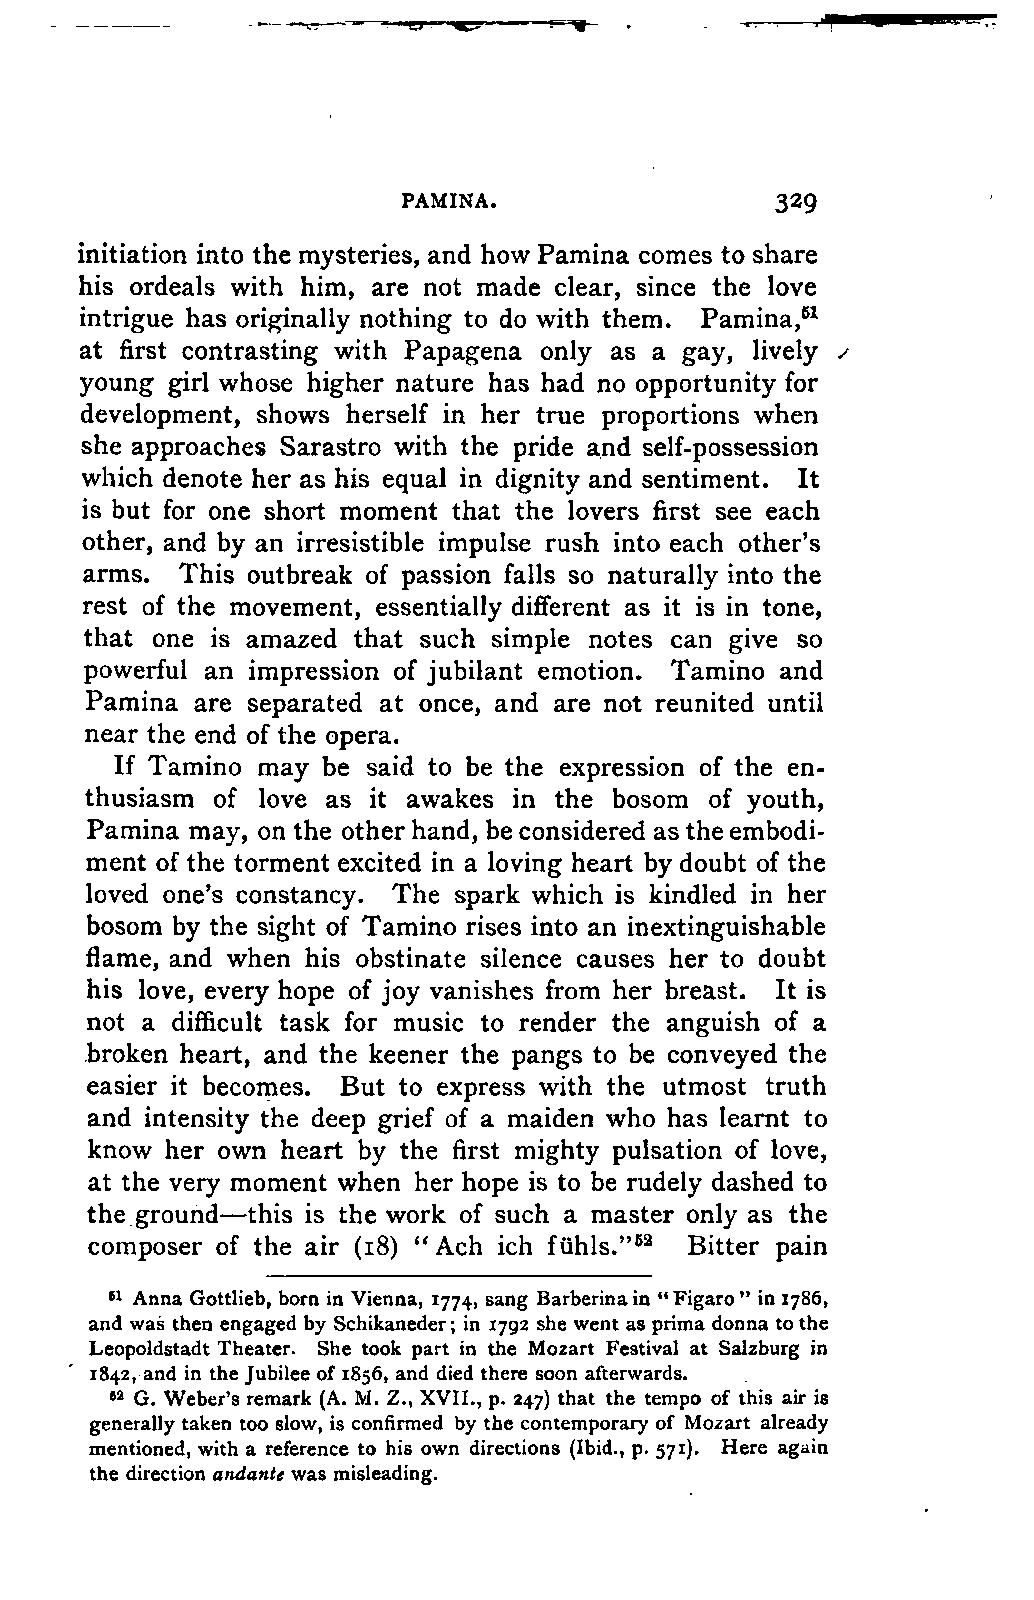 PAMINA. 329
initiation into the mysteries, and how Pamina comes to share
his ordeals with him, are not made clear, since the love
intrigue has originally nothing to do with them. Pamina,⁵¹
at first contrasting with Papagena only as a gay, lively
young girl whose higher nature has had no opportunity for
development, shows herself in her true proportions when
she approaches Sarastro with the pride and self-possession
which denote her as his equal in dignity and sentiment. It
is but for one short moment that the lovers first see each
other, and by an irresistible impulse rush into each other's
arms. This outbreak of passion falls so naturally into the
rest of the movement, essentially different as it is in tone,
that one is amazed that such simple notes can give so
powerful an impression of jubilant emotion. Tamino and
Pamina are separated at once, and are not reunited until
near the end of the opera.
If Tamino may be said to be the expression of the en-
thusiasm of love as it awakes in the bosom of youth,
Pamina may, on the other hand, be considered as the embodi-
ment of the torment excited in a loving heart by doubt of the
loved one's constancy. The spark which is kindled in her
bosom by the sight of Tamino rises into an inextinguishable
flame, and when his obstinate silence causes her to doubt
his love, every hope of joy vanishes from her breast. It is
not a difficult task for music to render the anguish of a
broken heart, and the keener the pangs to be conveyed the
easier it becomes. But to express with the utmost truth
and intensity the deep grief of a maiden who has learnt to
know her own heart by the first mighty pulsation of love,
at the very moment when her hope is to be rudely dashed to
the ground—this is the work of such a master only as the
composer of the air (18) "Ach ich fühls."⁵² Bitter pain
⁵¹ Anna Gottlieb, born in Vienna, 1774, sang Barberina in "Figaro" in 1786,
and was then engaged by Schikaneder; in 1792 she went as prima donna to the
Leopoldstadt Theater. She took part in the Mozart Festival at Salzburg in
1842, and in the Jubilee of 1856, and died there soon afterwards.
⁵² G. Weber's remark (A. M. Z., XVII., p. 247) that the tempo of this air is
generally taken too slow, is confirmed by the contemporary of Mozart already
mentioned, with a reference to his own directions (Ibid., p. 571). Here again
the direction andante was misleading.